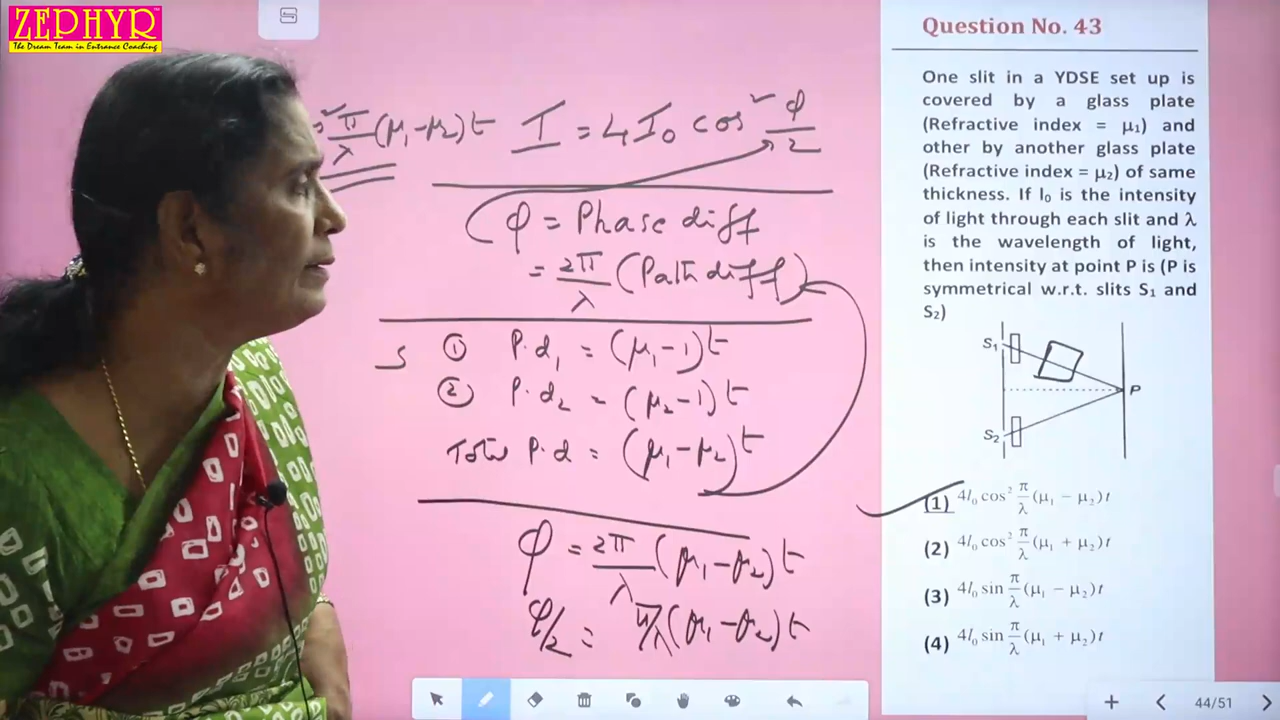 ZEPHYR
The Dream Team in Entrance Coaching
π/λ (μ₁-μ₂)t I = 4I₀ cos² φ/2
φ = Phase diff
= 2π/λ (Path diff)
① P.d₁ = (μ₁-1)t
② P.d₂ = (μ₂-1)t
Total P.d = (μ₁-μ₂)t
φ = 2π/λ (μ₁-μ₂)t
φ/2 = π/λ (μ₁-μ₂)t
Question No. 43
One slit in a YDSE set up is
covered by a glass plate
(Refractive index = μ₁) and
other by another glass plate
(Refractive index = μ₂) of same
thickness. If I₀ is the intensity
of light through each slit and λ
is the wavelength of light,
then intensity at point P is (P is
symmetrical w.r.t. slits S₁ and
S₂)
S₁
P
S₂
(1) 4I₀ cos² π/λ (μ₁ − μ₂)t
(2) 4I₀ cos² π/λ (μ₁ + μ₂)t
(3) 4I₀ sin π/λ (μ₁ − μ₂)t
(4) 4I₀ sin π/λ (μ₁ + μ₂)t
44/51